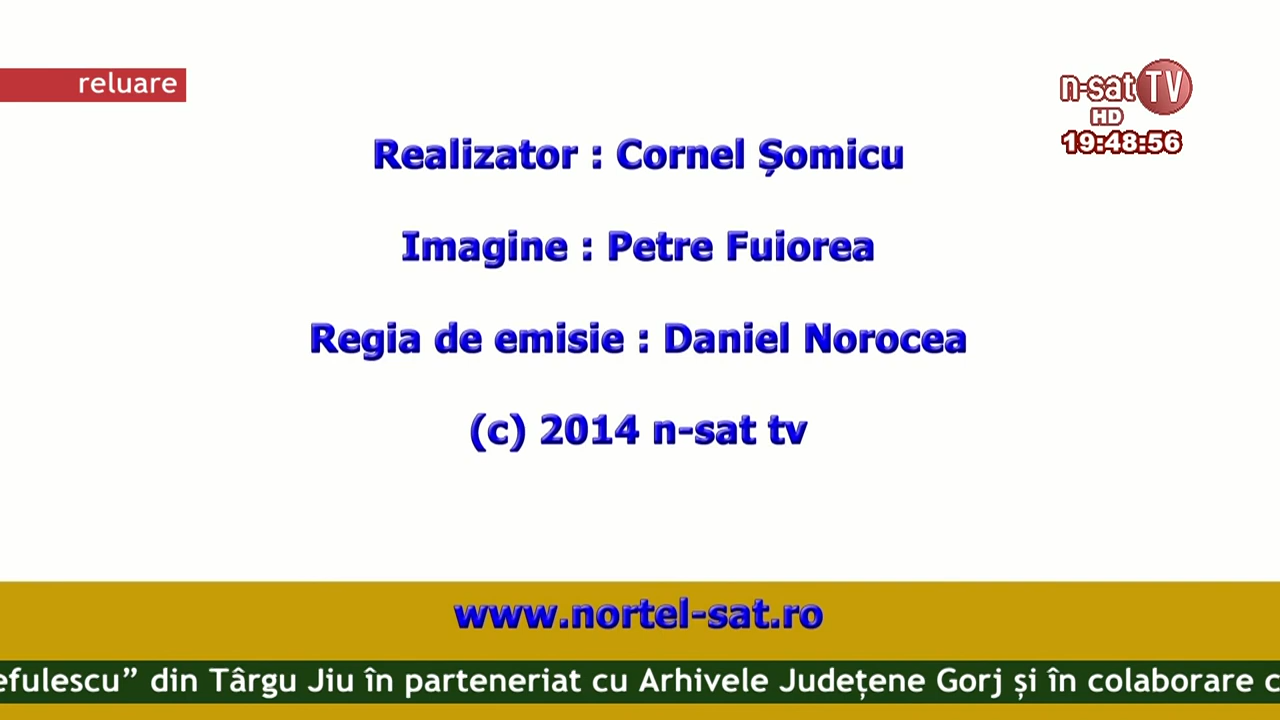 reluare
n-sat TV
HD
19:48:56
Realizator : Cornel Șomicu
Imagine : Petre Fuiorea
Regia de emisie : Daniel Norocea
(c) 2014 n-sat tv
www.nortel-sat.ro
efulescu” din Târgu Jiu în parteneriat cu Arhivele Județene Gorj și în colaborare c